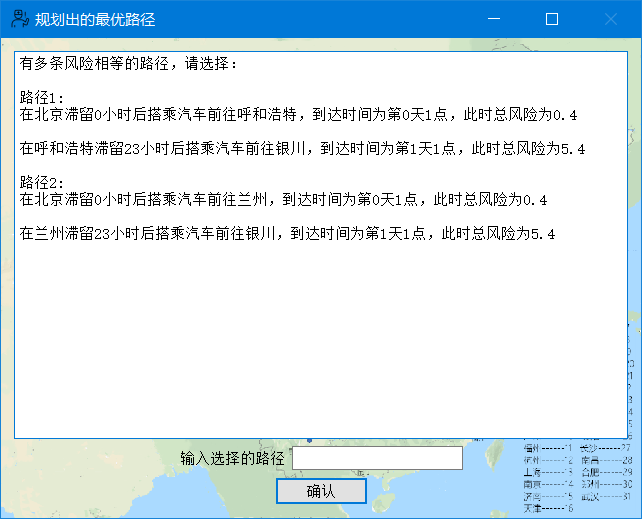 规划出的最优路径
有多条风险相等的路径，请选择：
路径1：
在北京滞留0小时后搭乘汽车前往呼和浩特，到达时间为第0天1点，此时总风险为0.4
在呼和浩特滞留23小时后搭乘汽车前往银川，到达时间为第1天1点，此时总风险为5.4
路径2：
在北京滞留0小时后搭乘汽车前往兰州，到达时间为第0天1点，此时总风险为0.4
在兰州滞留23小时后搭乘汽车前往银川，到达时间为第1天1点，此时总风险为5.4
输入选择的路径
确认
福州------11 长沙------27
杭州------12 南昌------28
上海------13 合肥------29
南京------14 郑州------30
济南------15 武汉------31
天津------16